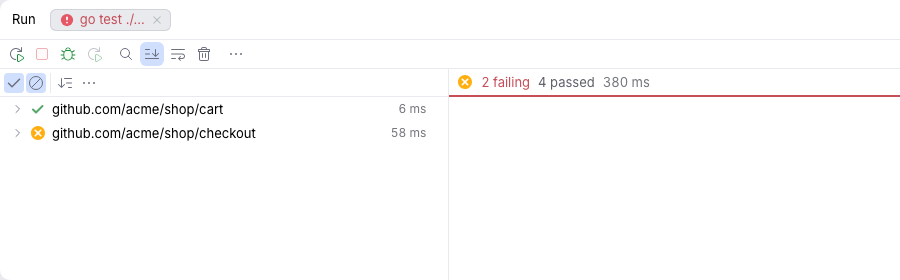 Run
go test ./...
2 failing 4 passed 380 ms
github.com/acme/shop/cart 6 ms
github.com/acme/shop/checkout 58 ms